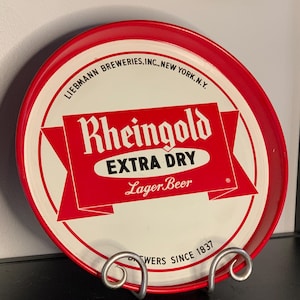 LIEBMANN BREWERIES, INC., NEW YORK, N.Y.
Rheingold
EXTRA DRY
Lager Beer
®
BREWERS SINCE 1837